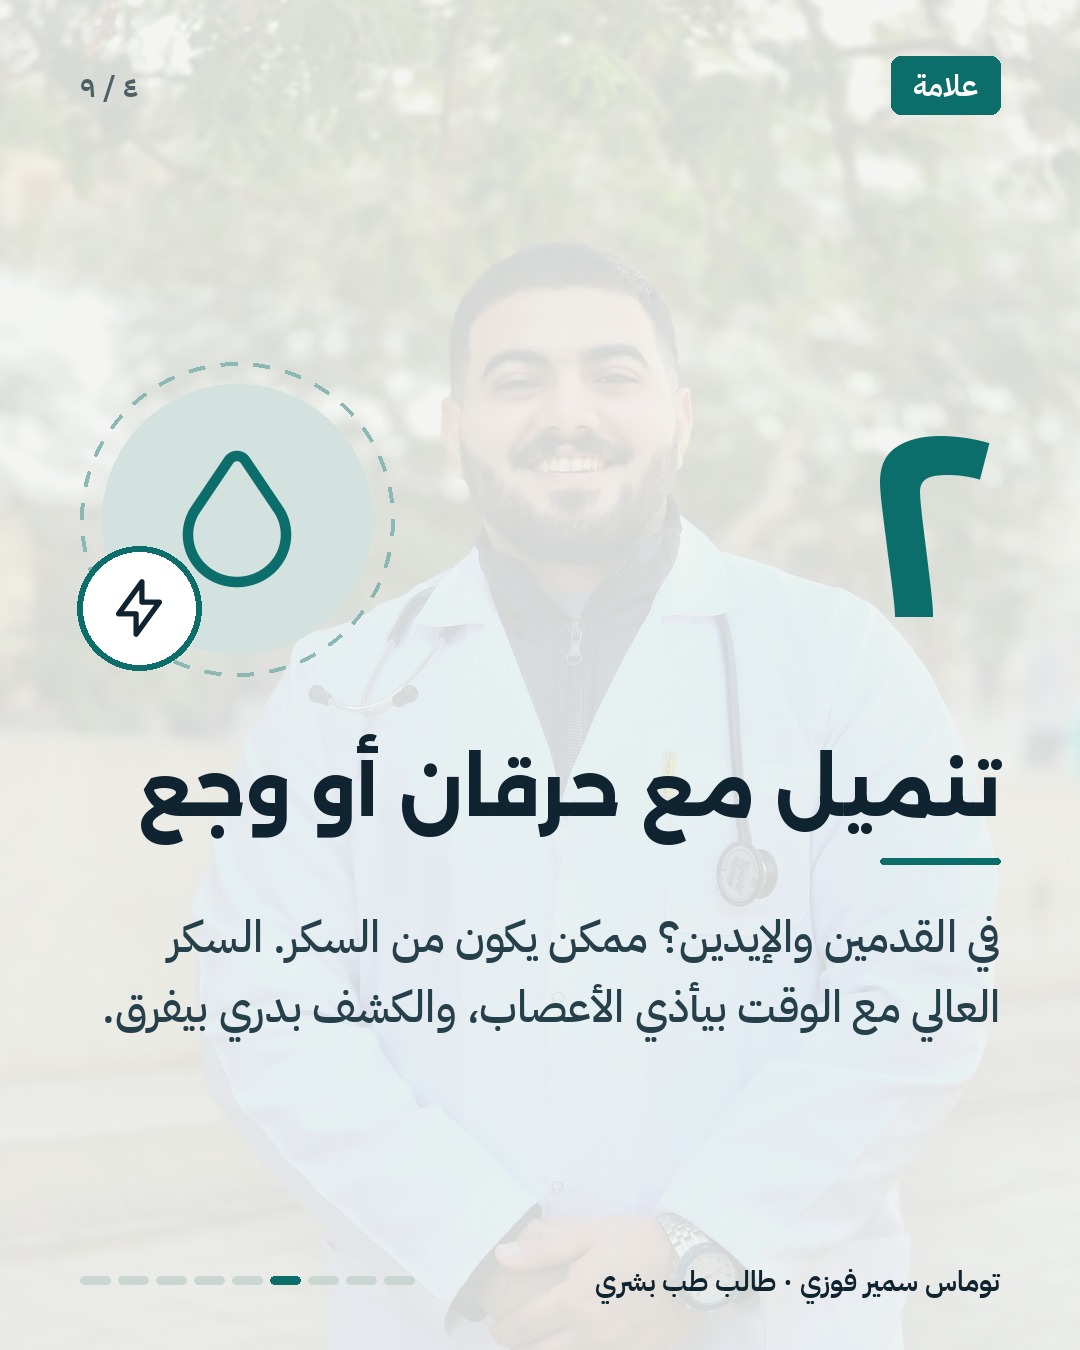 علامة
٤ / ٩
٢
تنميل مع حرقان أو وجع
في القدمين والإيدين؟ ممكن يكون من السكر. السكر
العالي مع الوقت بيأذي الأعصاب، والكشف بدري بيفرق.
توماس سمير فوزي · طالب طب بشري